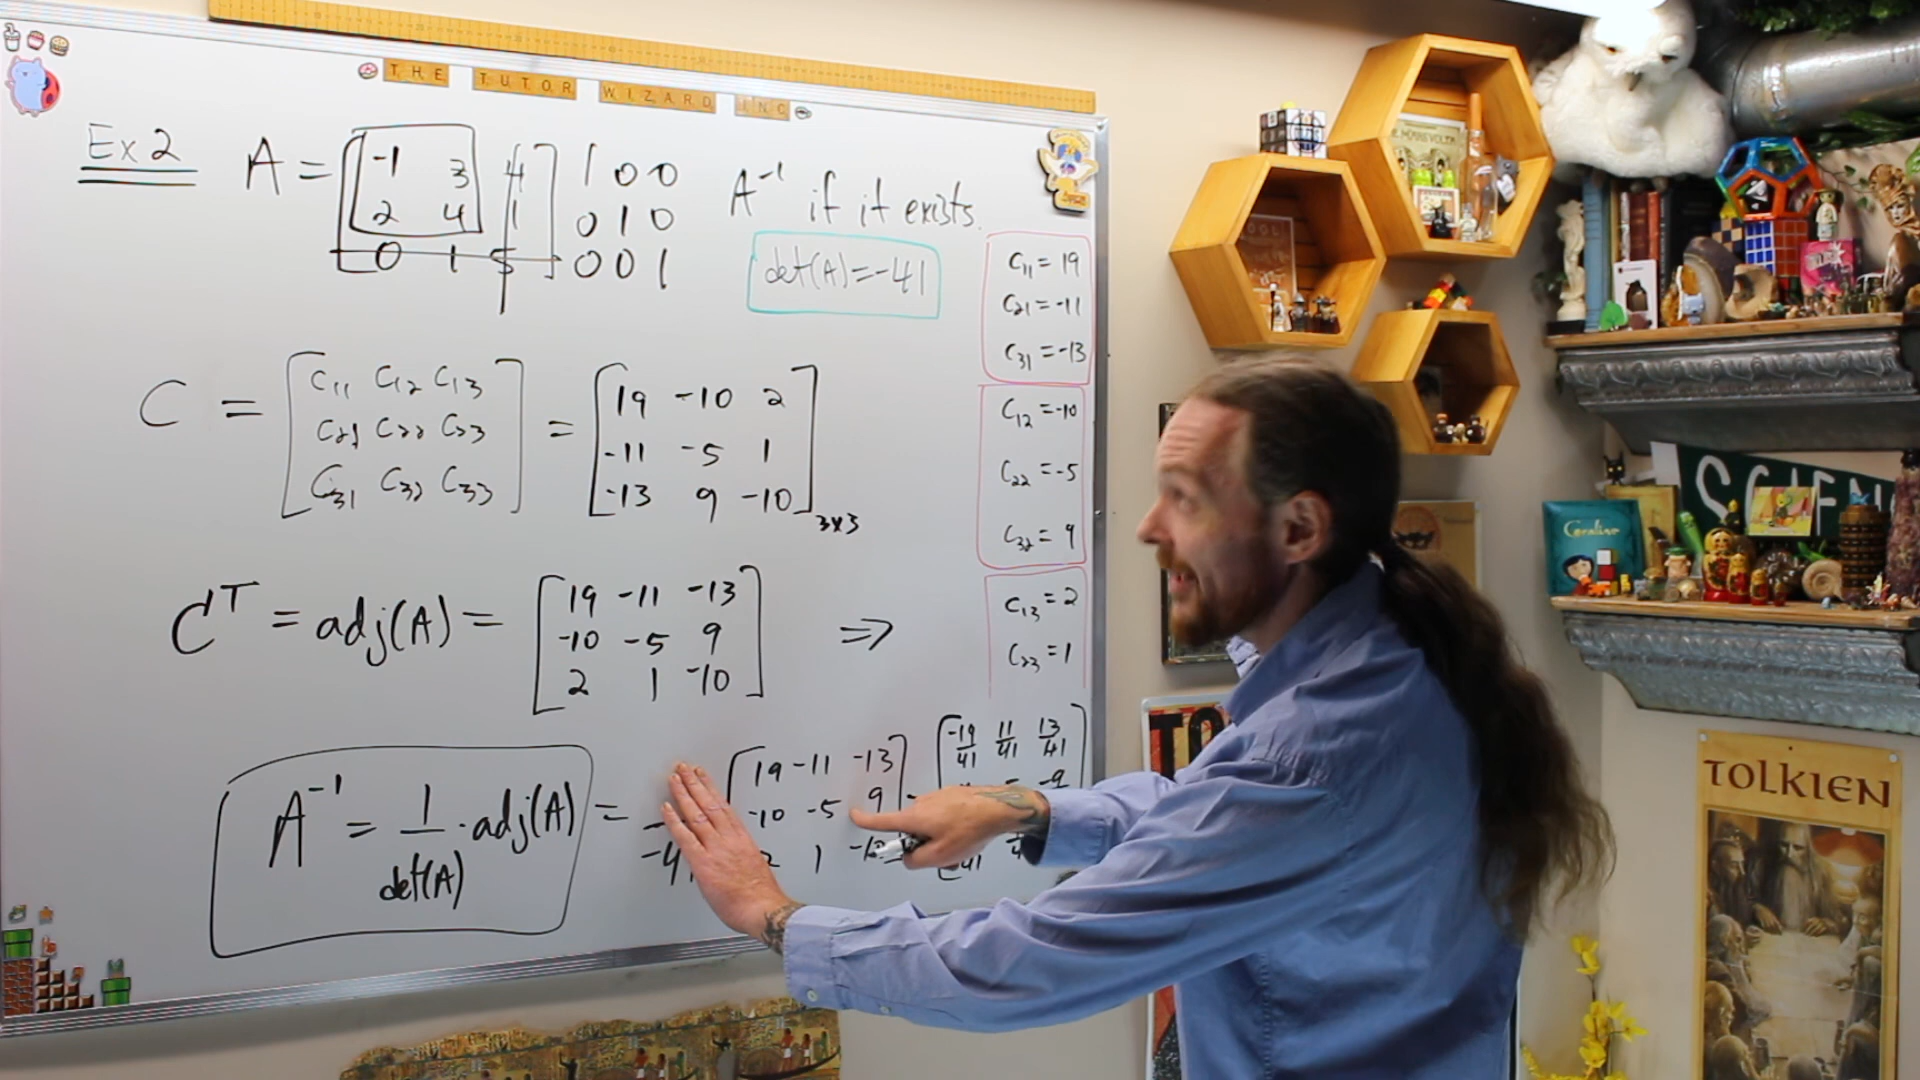 THE TUTOR WIZARD INC
Ex 2 A = [ -1 3 4 ] 1 0 0 A⁻¹ if it exists.
2 4 1 0 1 0
0 1 5 0 0 1
det(A) = -41
C₁₁ = 19
C₂₁ = -11
C₃₁ = -13
C₁₂ = -10
C₂₂ = -5
C₃₂ = 9
C₁₃ = 2
C₂₃ = 1
C = [ C₁₁ C₁₂ C₁₃ ] = [ 19 -10 2 ]
C₂₁ C₂₂ C₂₃ -11 -5 1
C₃₁ C₃₂ C₃₃ -13 9 -10
3x3
Cᵀ = adj(A) = [ 19 -11 -13 ] ⇒
-10 -5 9
2 1 -10
A⁻¹ = 1/det(A) · adj(A) =
19 -11 -13
-10 -5 9
2 1
-19/41 11/41 13/41
-9
41
Coraline
TOLKIEN